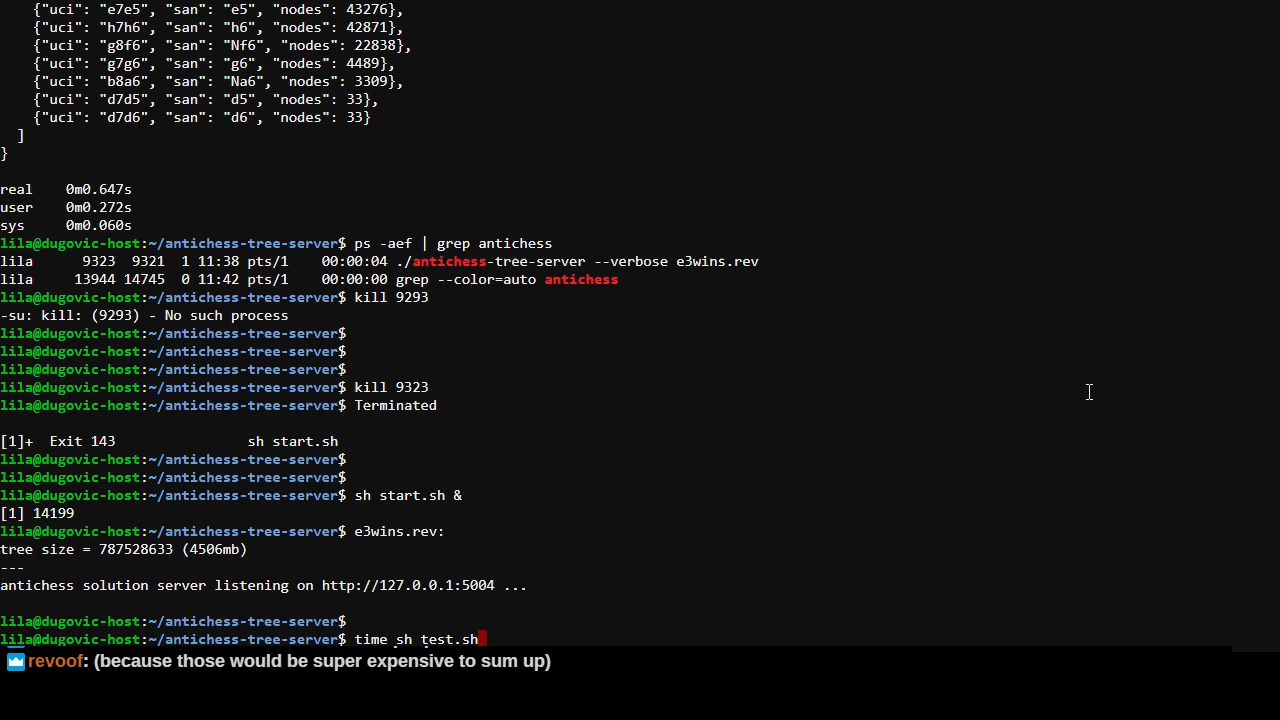 {"uci": "e7e5", "san": "e5", "nodes": 43276},
{"uci": "h7h6", "san": "h6", "nodes": 42871},
{"uci": "g8f6", "san": "Nf6", "nodes": 22838},
{"uci": "g7g6", "san": "g6", "nodes": 4489},
{"uci": "b8a6", "san": "Na6", "nodes": 3309},
{"uci": "d7d5", "san": "d5", "nodes": 33},
{"uci": "d7d6", "san": "d6", "nodes": 33}
]
}
real 0m0.647s
user 0m0.272s
sys 0m0.060s
lila@dugovic-host:~/antichess-tree-server$ ps -aef | grep antichess
lila 9323 9321 1 11:38 pts/1 00:00:04 ./antichess-tree-server --verbose e3wins.rev
lila 13944 14745 0 11:42 pts/1 00:00:00 grep --color=auto antichess
lila@dugovic-host:~/antichess-tree-server$ kill 9293
-su: kill: (9293) - No such process
lila@dugovic-host:~/antichess-tree-server$
lila@dugovic-host:~/antichess-tree-server$
lila@dugovic-host:~/antichess-tree-server$
lila@dugovic-host:~/antichess-tree-server$ kill 9323
lila@dugovic-host:~/antichess-tree-server$ Terminated
[1]+ Exit 143 sh start.sh
lila@dugovic-host:~/antichess-tree-server$
lila@dugovic-host:~/antichess-tree-server$
lila@dugovic-host:~/antichess-tree-server$ sh start.sh &
[1] 14199
lila@dugovic-host:~/antichess-tree-server$ e3wins.rev:
tree size = 787528633 (4506mb)
---
antichess solution server listening on http://127.0.0.1:5004 ...
lila@dugovic-host:~/antichess-tree-server$
lila@dugovic-host:~/antichess-tree-server$ time sh test.sh
revoof: (because those would be super expensive to sum up)